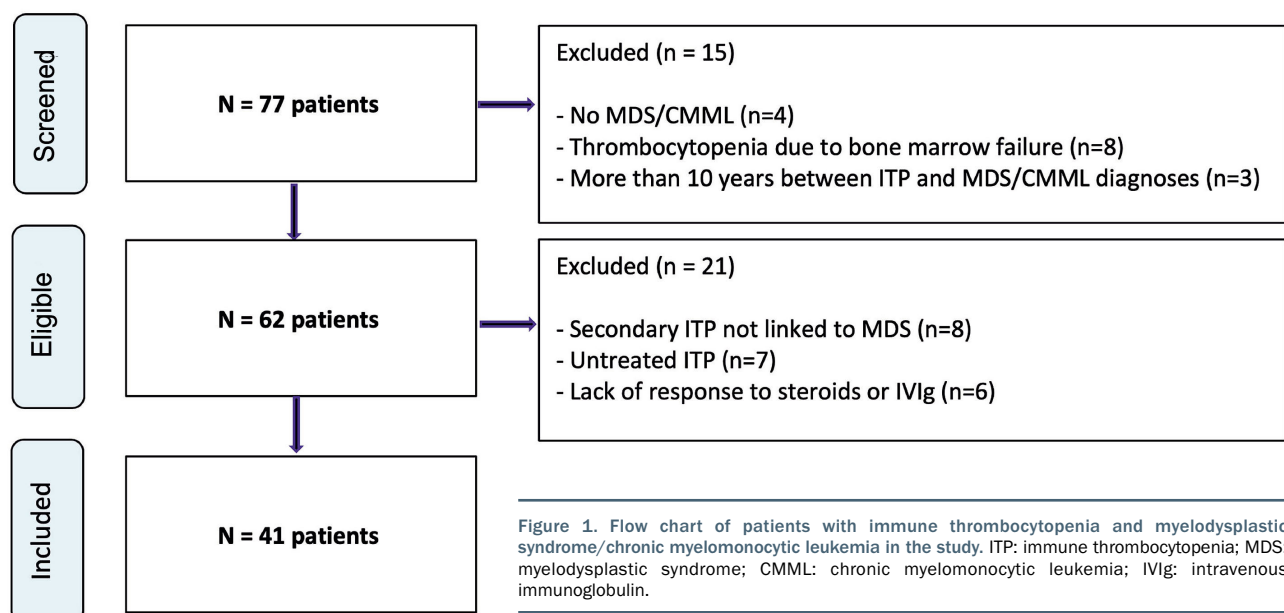 Screened
N = 77 patients
Excluded (n = 15)
- No MDS/CMML (n=4)
- Thrombocytopenia due to bone marrow failure (n=8)
- More than 10 years between ITP and MDS/CMML diagnoses (n=3)
Eligible
N = 62 patients
Excluded (n = 21)
- Secondary ITP not linked to MDS (n=8)
- Untreated ITP (n=7)
- Lack of response to steroids or IVIg (n=6)
Included
N = 41 patients
Figure 1. Flow chart of patients with immune thrombocytopenia and myelodysplastic
syndrome/chronic myelomonocytic leukemia in the study. ITP: immune thrombocytopenia; MDS:
myelodysplastic syndrome; CMML: chronic myelomonocytic leukemia; IVIg: intravenous
immunoglobulin.